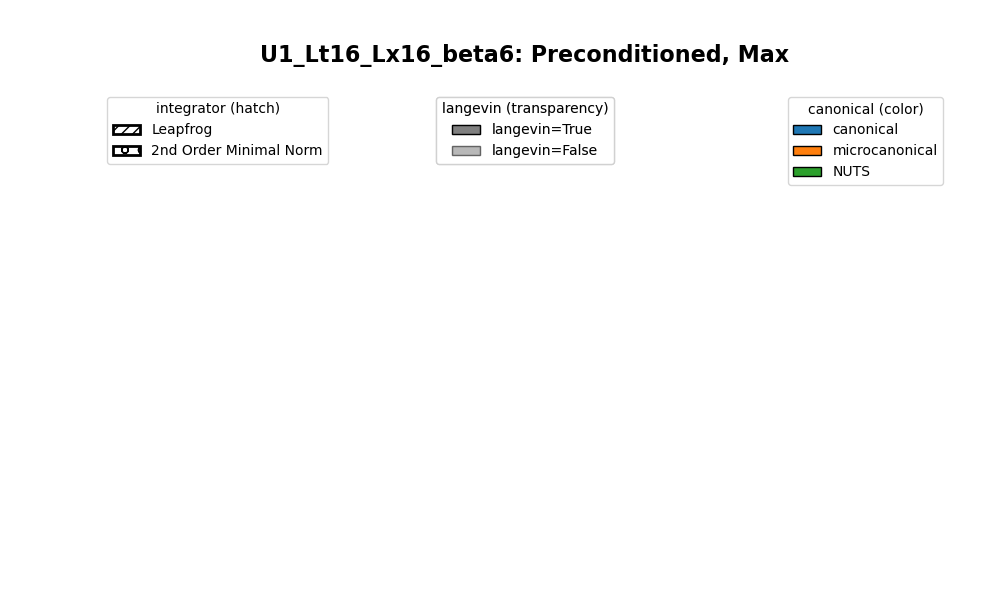 U1_Lt16_Lx16_beta6: Preconditioned, Max
integrator (hatch)
Leapfrog
2nd Order Minimal Norm
langevin (transparency)
langevin=True
langevin=False
canonical (color)
canonical
microcanonical
NUTS